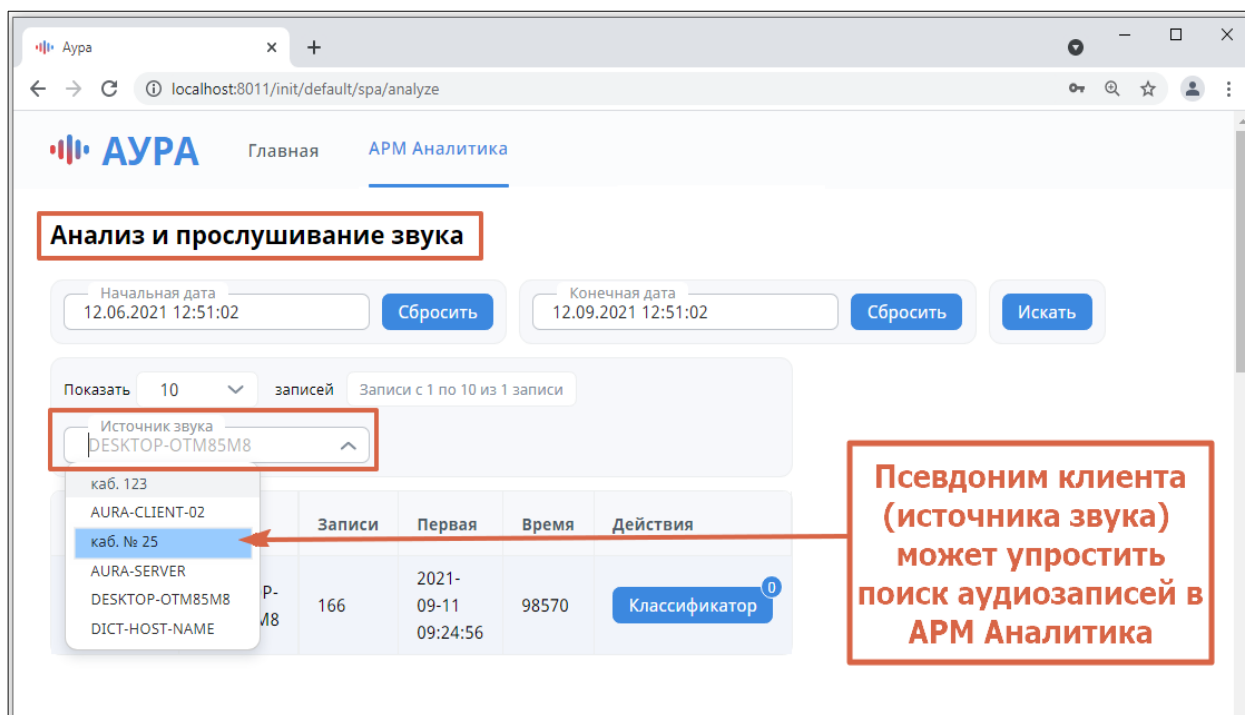 Аура
localhost:8011/init/default/spa/analyze
АУРА
Главная
АРМ Аналитика
Анализ и прослушивание звука
Начальная дата
12.06.2021 12:51:02
Сбросить
Конечная дата
12.09.2021 12:51:02
Сбросить
Искать
Показать 10 записей
Записи с 1 по 10 из 1 записи
Источник звука
DESKTOP-OTM85M8
каб. 123
AURA-CLIENT-02
каб. № 25
AURA-SERVER
DESKTOP-OTM85M8
DICT-HOST-NAME
Записи Первая Время Действия
P-
M8
166
2021-
09-11
09:24:56
98570
Классификатор
0
Псевдоним клиента
(источника звука)
может упростить
поиск аудиозаписей в
АРМ Аналитика